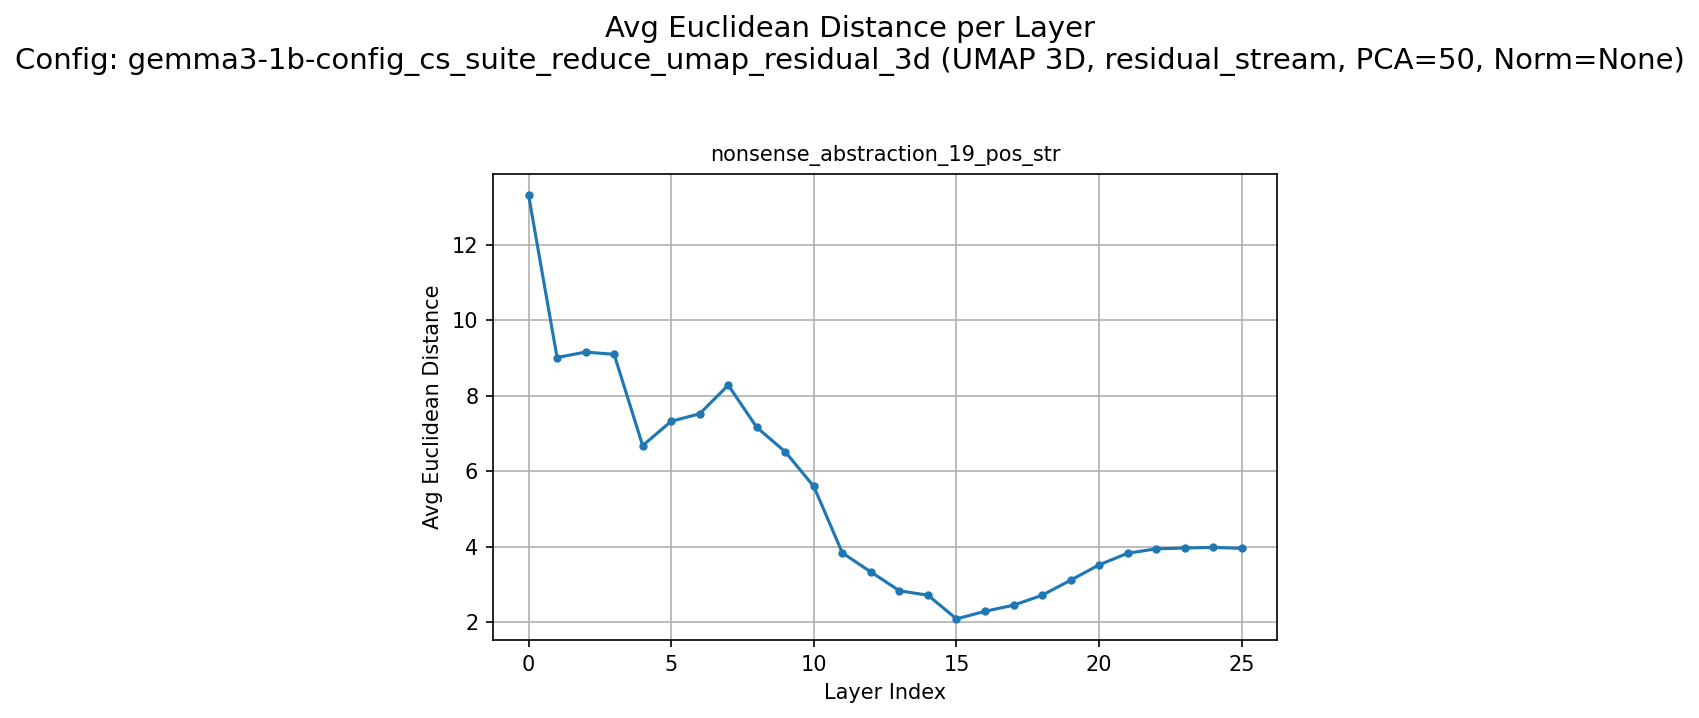 Avg Euclidean Distance per Layer
Config: gemma3-1b-config_cs_suite_reduce_umap_residual_3d (UMAP 3D, residual_stream, PCA=50, Norm=None)
nonsense_abstraction_19_pos_str
Avg Euclidean Distance
12
10
8
6
4
2
0 5 10 15 20 25
Layer Index